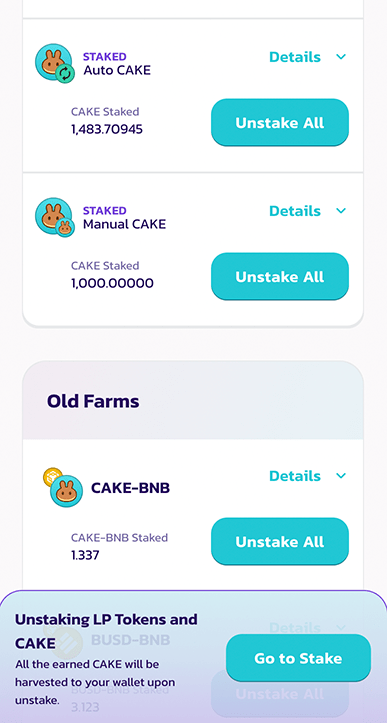 STAKED
Auto CAKE
Details
CAKE Staked
1,483.70945
Unstake All
STAKED
Manual CAKE
Details
CAKE Staked
1,000.00000
Unstake All
Old Farms
CAKE-BNB
Details
CAKE-BNB Staked
1.337
Unstake All
Unstaking LP Tokens and
CAKE
All the earned CAKE will be
harvested to your wallet upon
unstake.
Go to Stake
BUSD-BNB
Details
BUSD-BNB Staked
3.123
Unstake All